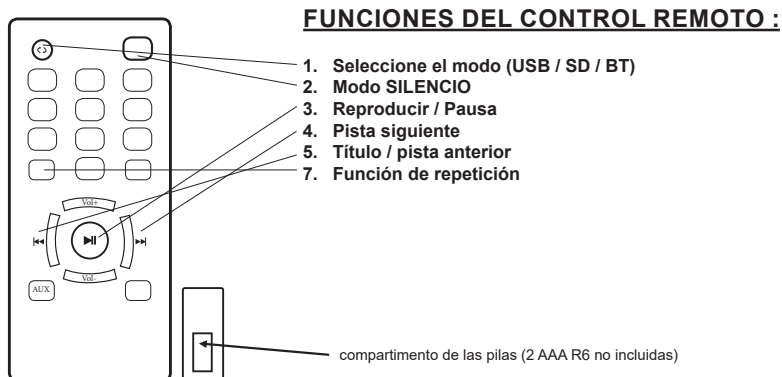 FUNCIONES DEL CONTROL REMOTO :
1. Seleccione el modo (USB / SD / BT)
2. Modo SILENCIO
3. Reproducir / Pausa
4. Pista siguiente
5. Título / pista anterior
7. Función de repetición
Vol+
Vol-
AUX
compartimento de las pilas (2 AAA R6 no incluidas)